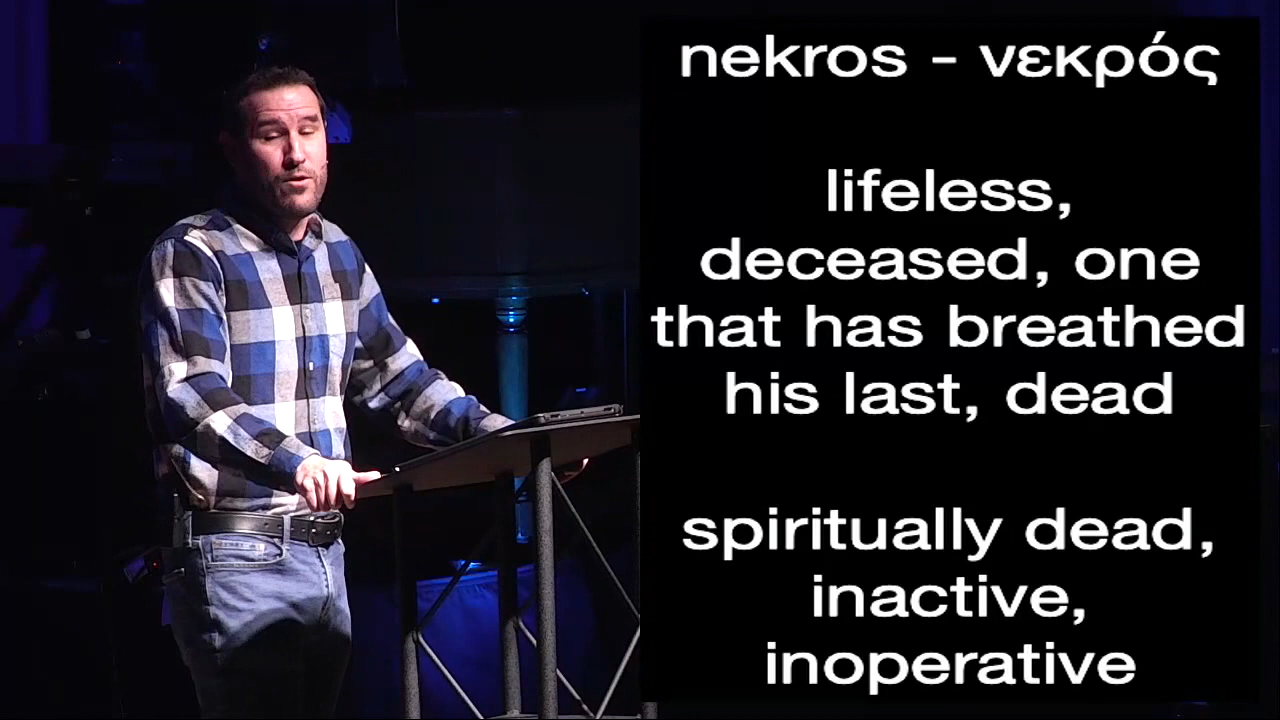 nekros - νεκρός
lifeless,
deceased, one
that has breathed
his last, dead
spiritually dead,
inactive,
inoperative